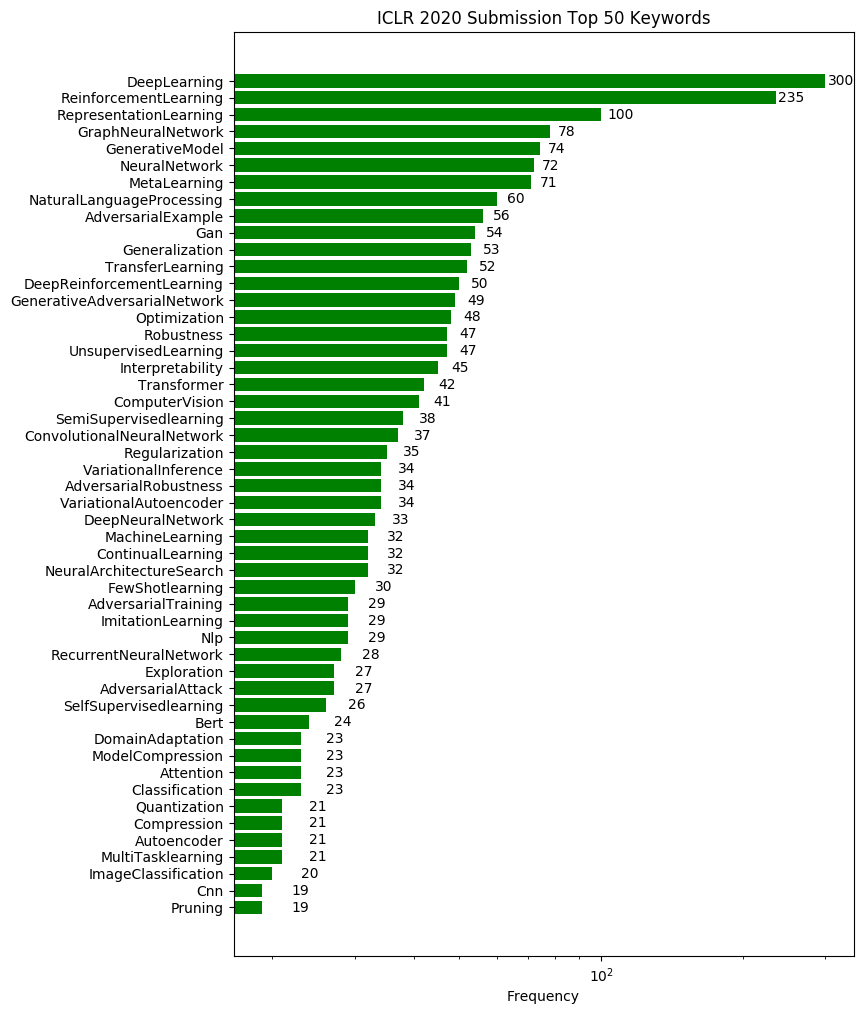 ICLR 2020 Submission Top 50 Keywords
DeepLearning 300
ReinforcementLearning 235
RepresentationLearning 100
GraphNeuralNetwork 78
GenerativeModel 74
NeuralNetwork 72
MetaLearning 71
NaturalLanguageProcessing 60
AdversarialExample 56
Gan 54
Generalization 53
TransferLearning 52
DeepReinforcementLearning 50
GenerativeAdversarialNetwork 49
Optimization 48
Robustness 47
UnsupervisedLearning 47
Interpretability 45
Transformer 42
ComputerVision 41
SemiSupervisedlearning 38
ConvolutionalNeuralNetwork 37
Regularization 35
VariationalInference 34
AdversarialRobustness 34
VariationalAutoencoder 34
DeepNeuralNetwork 33
MachineLearning 32
ContinualLearning 32
NeuralArchitectureSearch 32
FewShotlearning 30
AdversarialTraining 29
ImitationLearning 29
Nlp 29
RecurrentNeuralNetwork 28
Exploration 27
AdversarialAttack 27
SelfSupervisedlearning 26
Bert 24
DomainAdaptation 23
ModelCompression 23
Attention 23
Classification 23
Quantization 21
Compression 21
Autoencoder 21
MultiTasklearning 21
ImageClassification 20
Cnn 19
Pruning 19
10²
Frequency